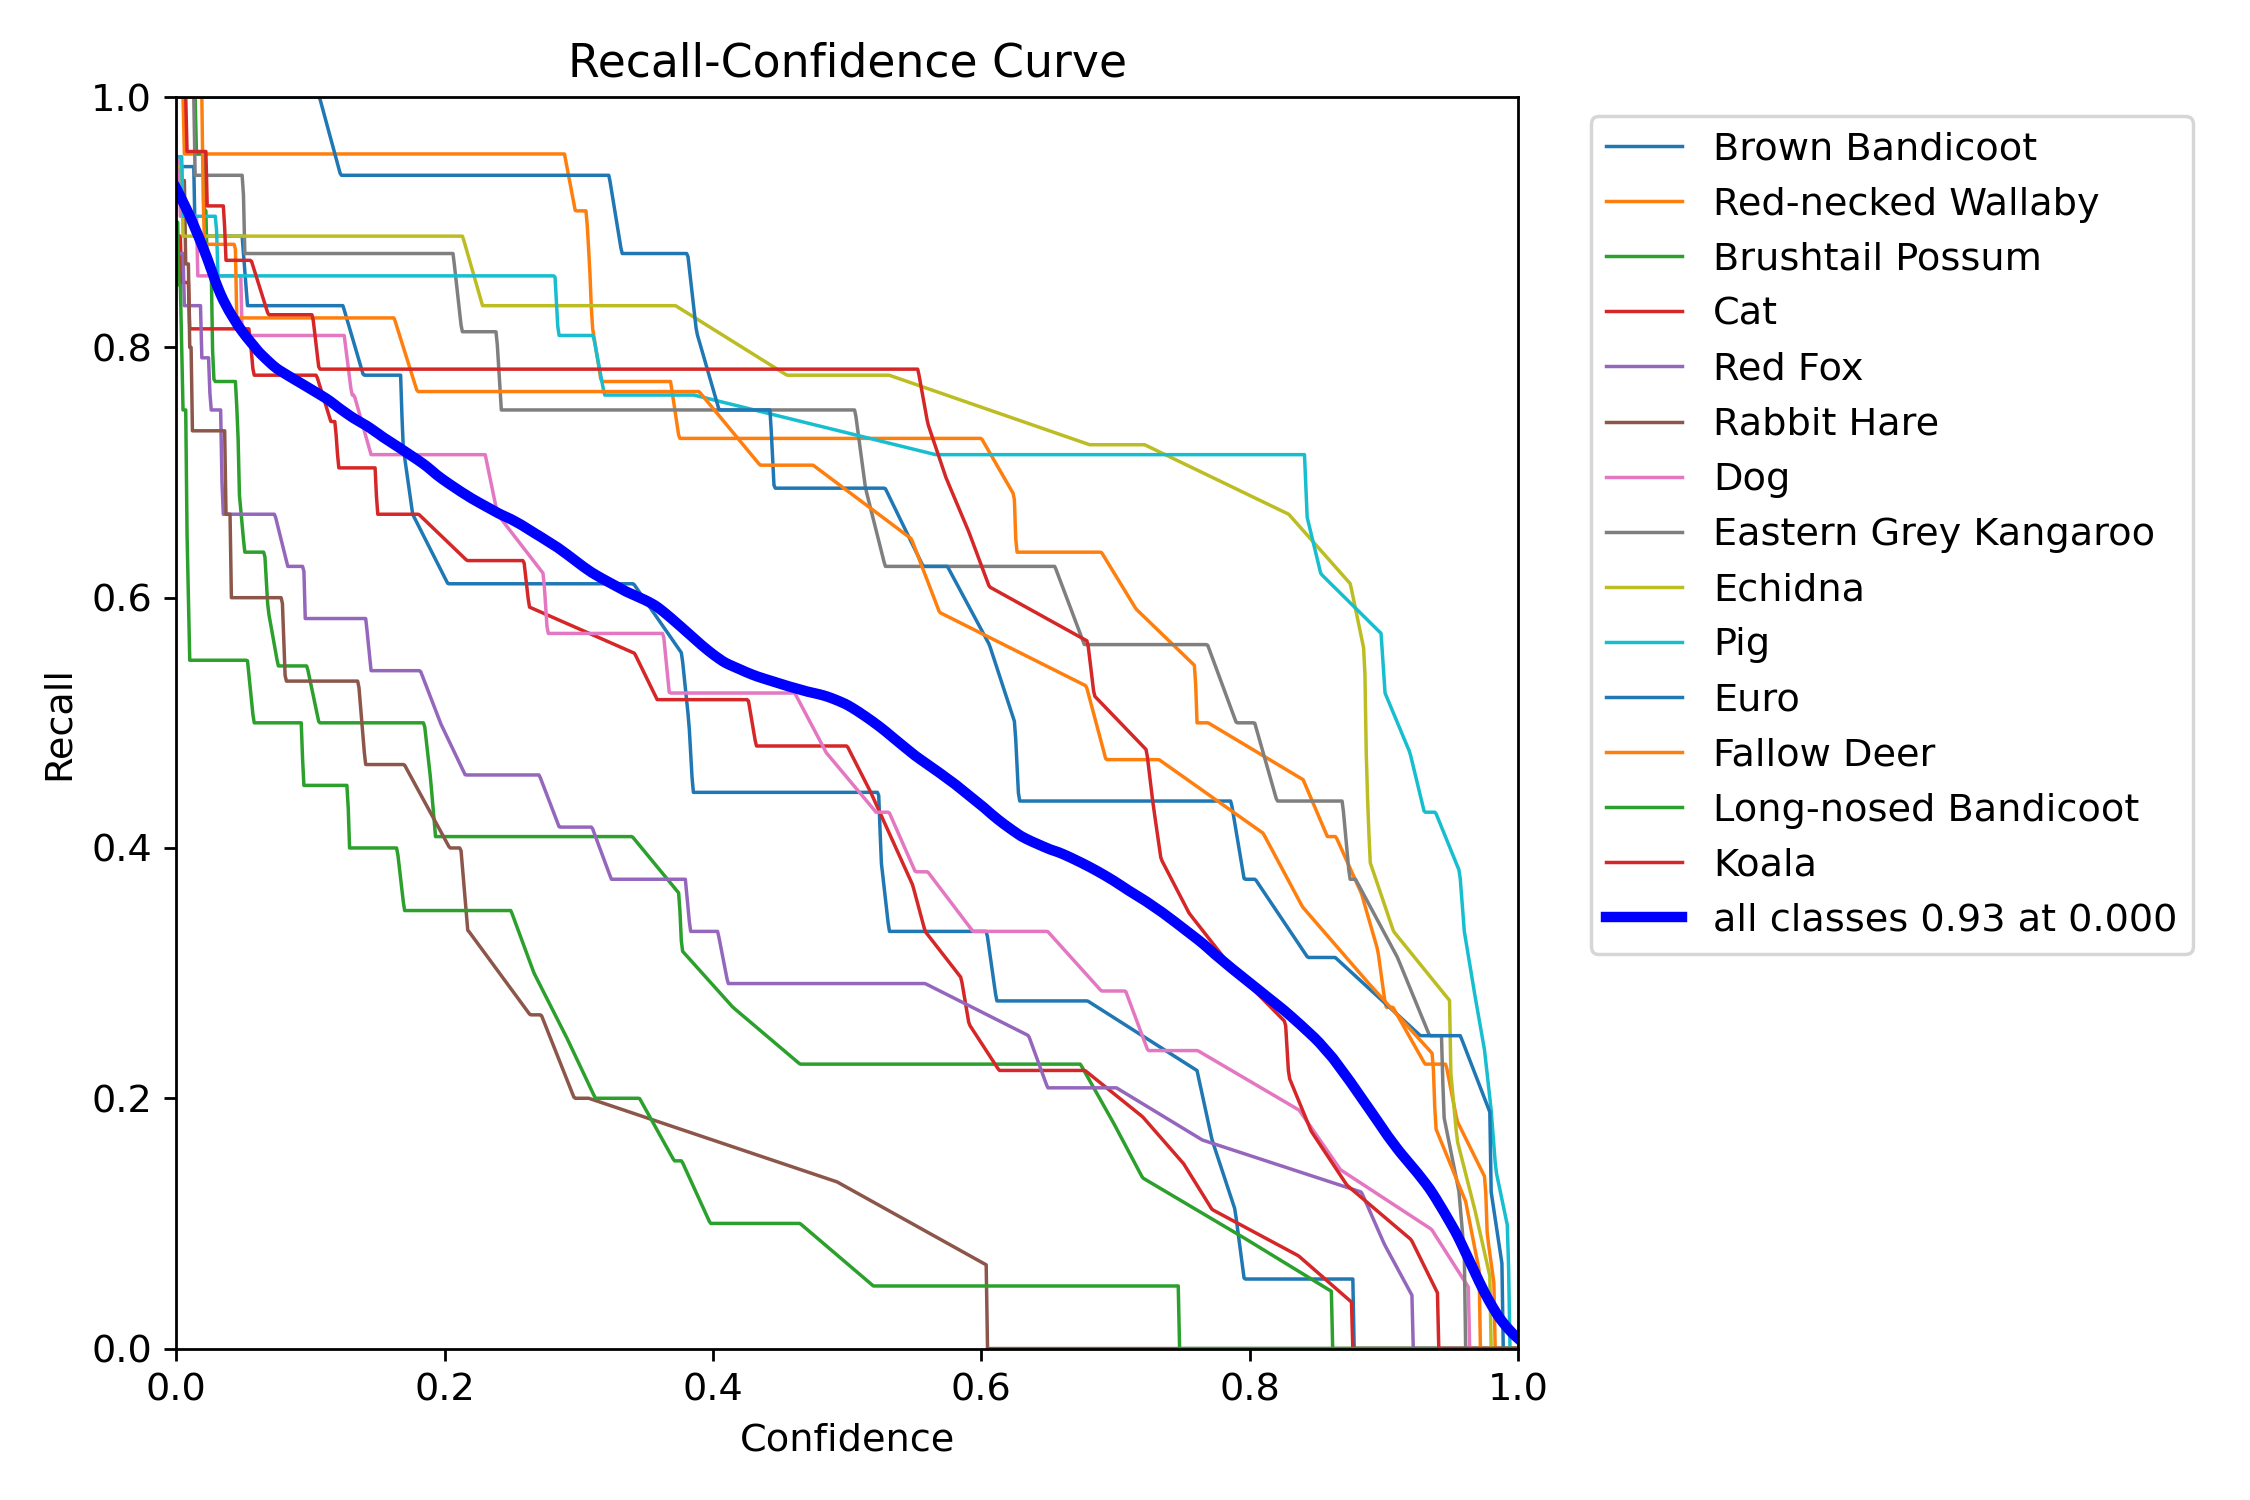 Recall-Confidence Curve
1.0
0.8
0.6
0.4
0.2
0.0
Recall
0.0
0.2
0.4
0.6
0.8
1.0
Confidence
Brown Bandicoot
Red-necked Wallaby
Brushtail Possum
Cat
Red Fox
Rabbit Hare
Dog
Eastern Grey Kangaroo
Echidna
Pig
Euro
Fallow Deer
Long-nosed Bandicoot
Koala
all classes 0.93 at 0.000